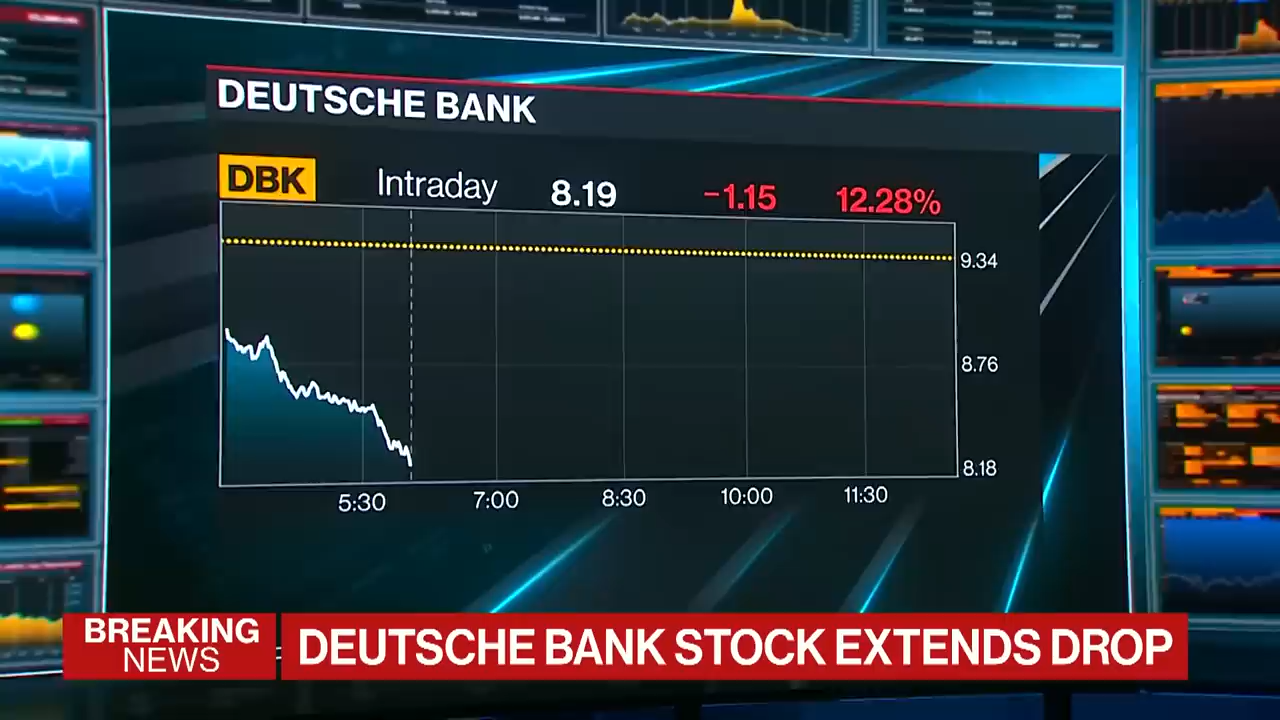 DEUTSCHE BANK
DBK Intraday 8.19 −1.15 12.28%
9.34
8.76
8.18
5:30 7:00 8:30 10:00 11:30
BREAKING
NEWS
DEUTSCHE BANK STOCK EXTENDS DROP